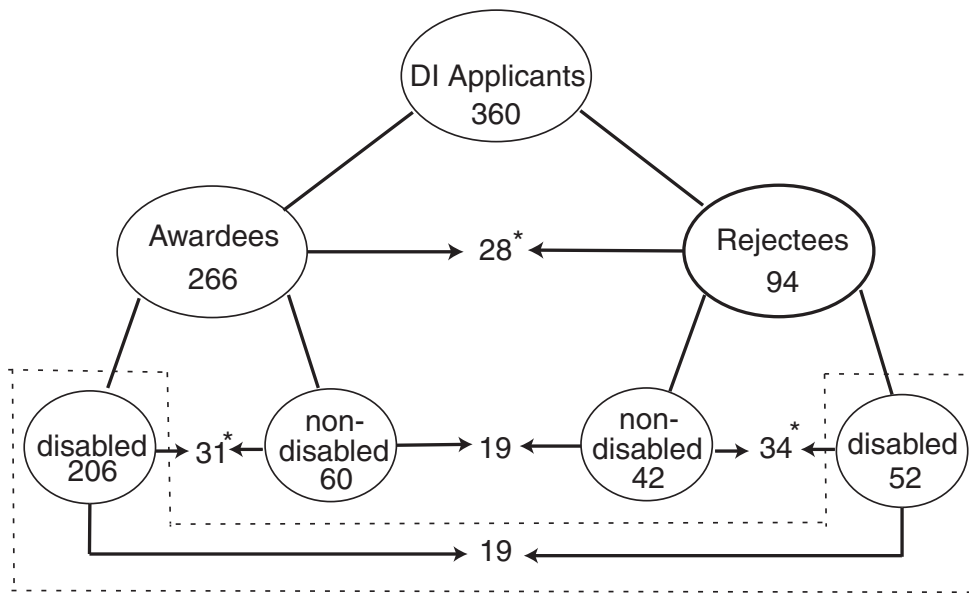 DI Applicants
360
Awardees
266
28*
Rejectees
94
disabled
206
31*
non-
disabled
60
19
non-
disabled
42
34*
disabled
52
19